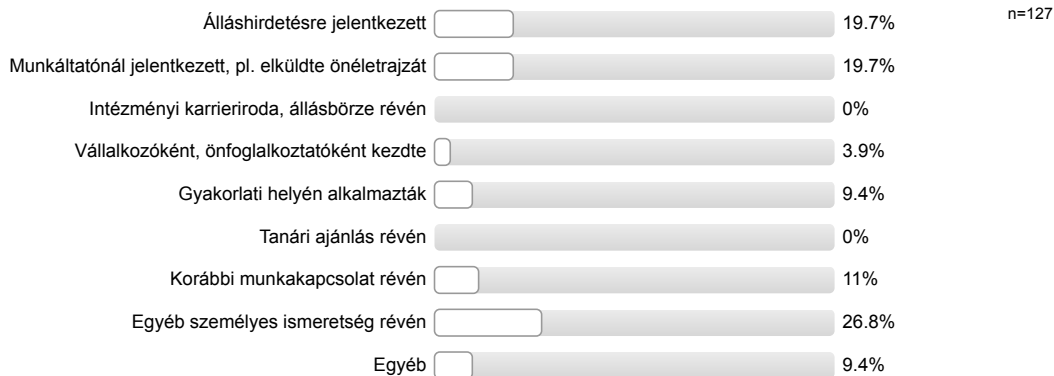 Álláshirdetésre jelentkezett 19.7% n=127
Munkáltatónál jelentkezett, pl. elküldte önéletrajzát 19.7%
Intézményi karrieriroda, állásbörze révén 0%
Vállalkozóként, önfoglalkoztatóként kezdte 3.9%
Gyakorlati helyén alkalmazták 9.4%
Tanári ajánlás révén 0%
Korábbi munkakapcsolat révén 11%
Egyéb személyes ismeretség révén 26.8%
Egyéb 9.4%